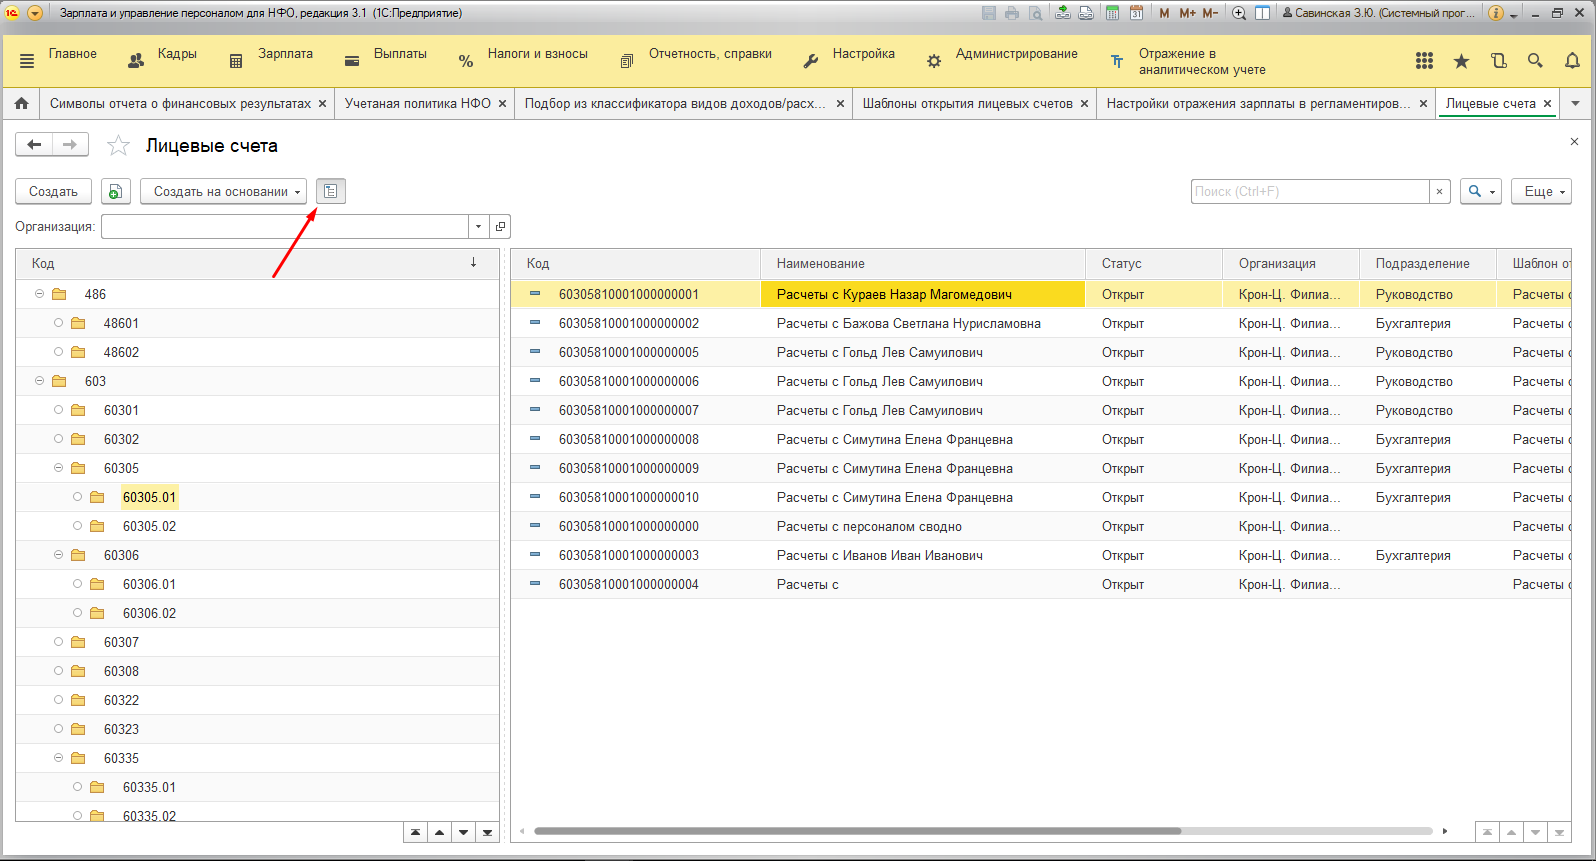 Зарплата и управление персоналом для НФО, редакция 3.1 (1С:Предприятие)
M M+ M-
Савинская З.Ю. (Системный прог...
Главное
Кадры
Зарплата
Выплаты
Налоги и взносы
Отчетность, справки
Настройка
Администрирование
Отражение в
аналитическом учете
Символы отчета о финансовых результатах ×
Учетаная политика НФО ×
Подбор из классификатора видов доходов/расх... ×
Шаблоны открытия лицевых счетов ×
Настройки отражения зарплаты в регламентиров... ×
Лицевые счета ×
Лицевые счета
Создать
Создать на основании
Поиск (Ctrl+F)
Еще
Организация:
Код
486
48601
48602
603
60301
60302
60305
60305.01
60305.02
60306
60306.01
60306.02
60307
60308
60322
60323
60335
60335.01
60335.02
Код Наименование Статус Организация Подразделение Шаблон от
60305810001000000001 Расчеты с Кураев Назар Магомедович Открыт Крон-Ц. Филиа... Руководство Расчеты с
60305810001000000002 Расчеты с Бажова Светлана Нурисламовна Открыт Крон-Ц. Филиа... Бухгалтерия Расчеты с
60305810001000000005 Расчеты с Гольд Лев Самуилович Открыт Крон-Ц. Филиа... Руководство Расчеты с
60305810001000000006 Расчеты с Гольд Лев Самуилович Открыт Крон-Ц. Филиа... Руководство Расчеты с
60305810001000000007 Расчеты с Гольд Лев Самуилович Открыт Крон-Ц. Филиа... Руководство Расчеты с
60305810001000000008 Расчеты с Симутина Елена Францевна Открыт Крон-Ц. Филиа... Бухгалтерия Расчеты с
60305810001000000009 Расчеты с Симутина Елена Францевна Открыт Крон-Ц. Филиа... Бухгалтерия Расчеты с
60305810001000000010 Расчеты с Симутина Елена Францевна Открыт Крон-Ц. Филиа... Бухгалтерия Расчеты с
60305810001000000000 Расчеты с персоналом сводно Открыт Крон-Ц. Филиа... Расчеты с
60305810001000000003 Расчеты с Иванов Иван Иванович Открыт Крон-Ц. Филиа... Бухгалтерия Расчеты с
60305810001000000004 Расчеты с Открыт Крон-Ц. Филиа... Расчеты с